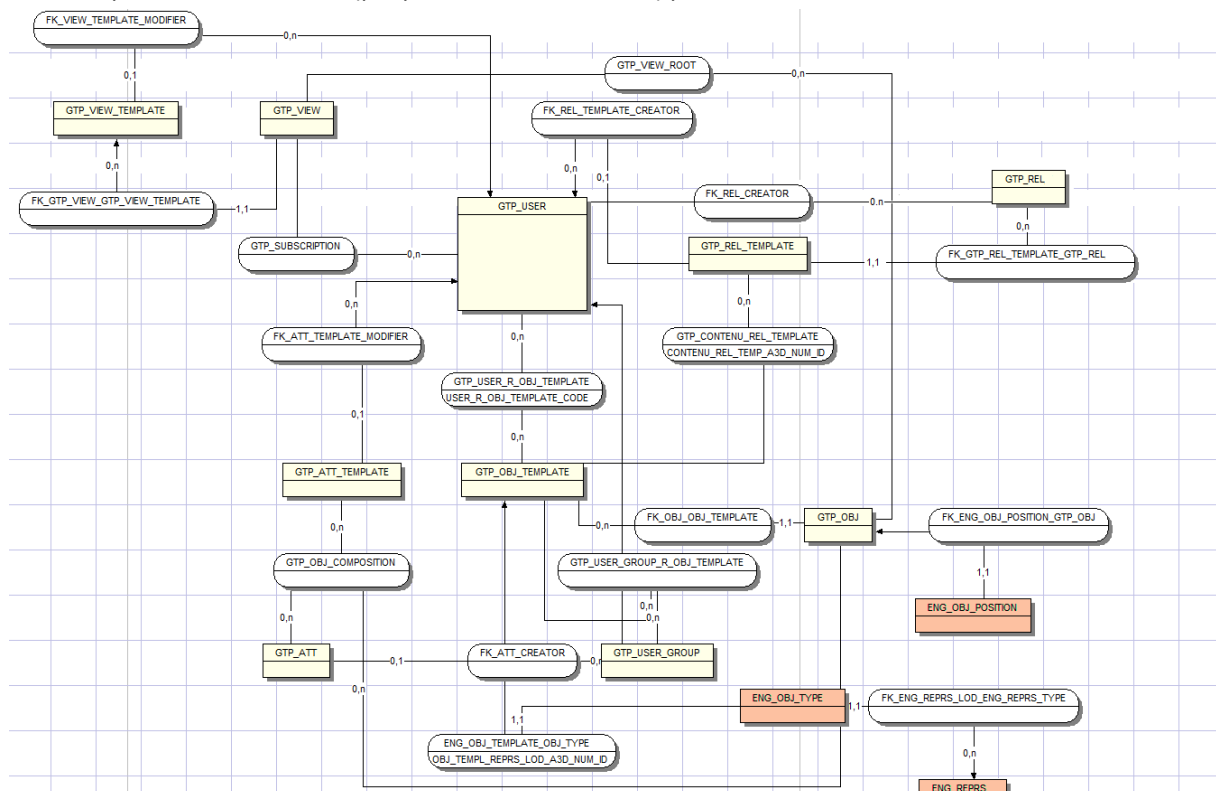 FK_VIEW_TEMPLATE_MODIFIER
0,n
GTP_VIEW_ROOT
0,n
0,1
GTP_VIEW_TEMPLATE
GTP_VIEW
FK_REL_TEMPLATE_CREATOR
0,n
0,n
0,1
GTP_REL
FK_GTP_VIEW_GTP_VIEW_TEMPLATE
1,1
GTP_USER
FK_REL_CREATOR
0,n
0,n
GTP_SUBSCRIPTION
0,n
GTP_REL_TEMPLATE
1,1
FK_GTP_REL_TEMPLATE_GTP_REL
0,n
0,n
FK_ATT_TEMPLATE_MODIFIER
0,n
GTP_CONTENU_REL_TEMPLATE
CONTENU_REL_TEMP_A3D_NUM_ID
GTP_USER_R_OBJ_TEMPLATE
USER_R_OBJ_TEMPLATE_CODE
0,1
0,n
GTP_ATT_TEMPLATE
GTP_OBJ_TEMPLATE
0,n
0,n
FK_OBJ_OBJ_TEMPLATE
1,1
GTP_OBJ
FK_ENG_OBJ_POSITION_GTP_OBJ
GTP_OBJ_COMPOSITION
GTP_USER_GROUP_R_OBJ_TEMPLATE
1,1
0,n
0,n
0,n
ENG_OBJ_POSITION
GTP_ATT
0,1
FK_ATT_CREATOR
GTP_USER_GROUP
0,n
ENG_OBJ_TYPE
1,1
FK_ENG_REPRS_LOD_ENG_REPRS_TYPE
1,1
ENG_OBJ_TEMPLATE_OBJ_TYPE
OBJ_TEMPL_REPRS_LOD_A3D_NUM_ID
0,n
ENG_REPRS